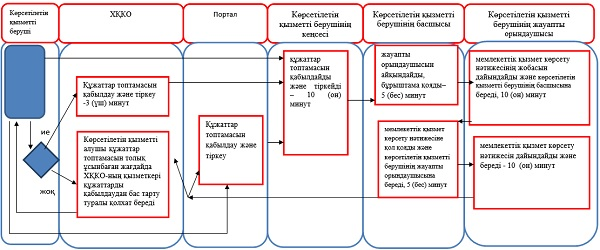 Көрсетілетін
қызметті
беруші
ХҚКО
Портал
Көрсетілетін
қызметті берушінің
кеңсесі
Көрсетілетін қызметті
берушінің басшысы
Көрсетілетін қызметті
берушінің жауапты
орындаушысы
Құжаттар топтамасын
қабылдау және тіркеу
-3 (үш) минут
құжаттар
топтамасын
қабылдайды
және тіркейді
– 10 (он)
минут
жауапты
орындаушысын
айқындайды,
бұрыштама қояды–
5 (бес) минут
мемлекеттік қызмет көрсету
нәтижесінің жобасын
дайындайды және көрсетілетін
қызметті берушінің басшысына
береді, 10 (он) минут
ие
Көрсетілетін қызметті
алушы құжаттар
топтамасын толық
ұсынбаған жағдайда
ХҚКО-ның қызметкері
құжаттарды
қабылдаудан бас тарту
туралы қолхат береді
Құжаттар
топтамасын
қабылдау және
тіркеу
мемлекеттік қызмет
көрсету нәтижесіне
қол қояды және
көрсетілетін қызметті
берушінің жауапты
орындаушысына
береді, 5 (бес) минут
мемлекеттік қызмет көрсету
нәтижесін дайындайды және
береді - 10 (он) минут
жоқ